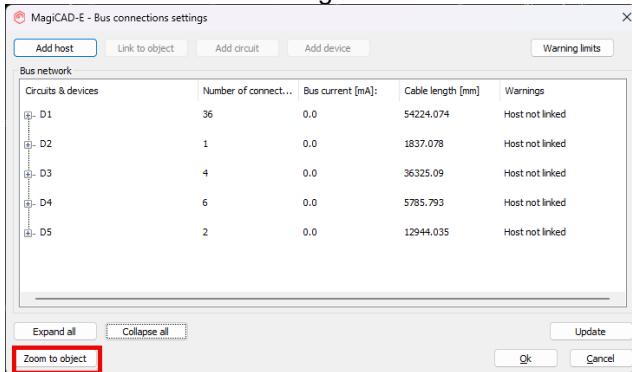 MagiCAD-E - Bus connections settings
Add host Link to object Add circuit Add device Warning limits
Bus network
Circuits & devices Number of connect... Bus current [mA]: Cable length [mm] Warnings
D1 36 0.0 54224.074 Host not linked
D2 1 0.0 1837.078 Host not linked
D3 4 0.0 36325.09 Host not linked
D4 6 0.0 5785.793 Host not linked
D5 2 0.0 12944.035 Host not linked
Expand all Collapse all Update
Zoom to object Ok Cancel